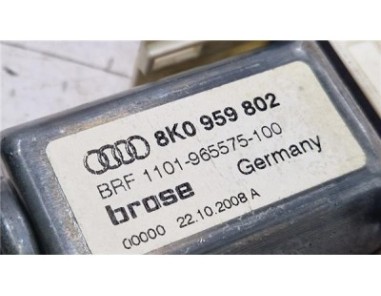 8K0 959 802
BRF 1101-965575-100
brose Germany
00000 22.10.2008 A